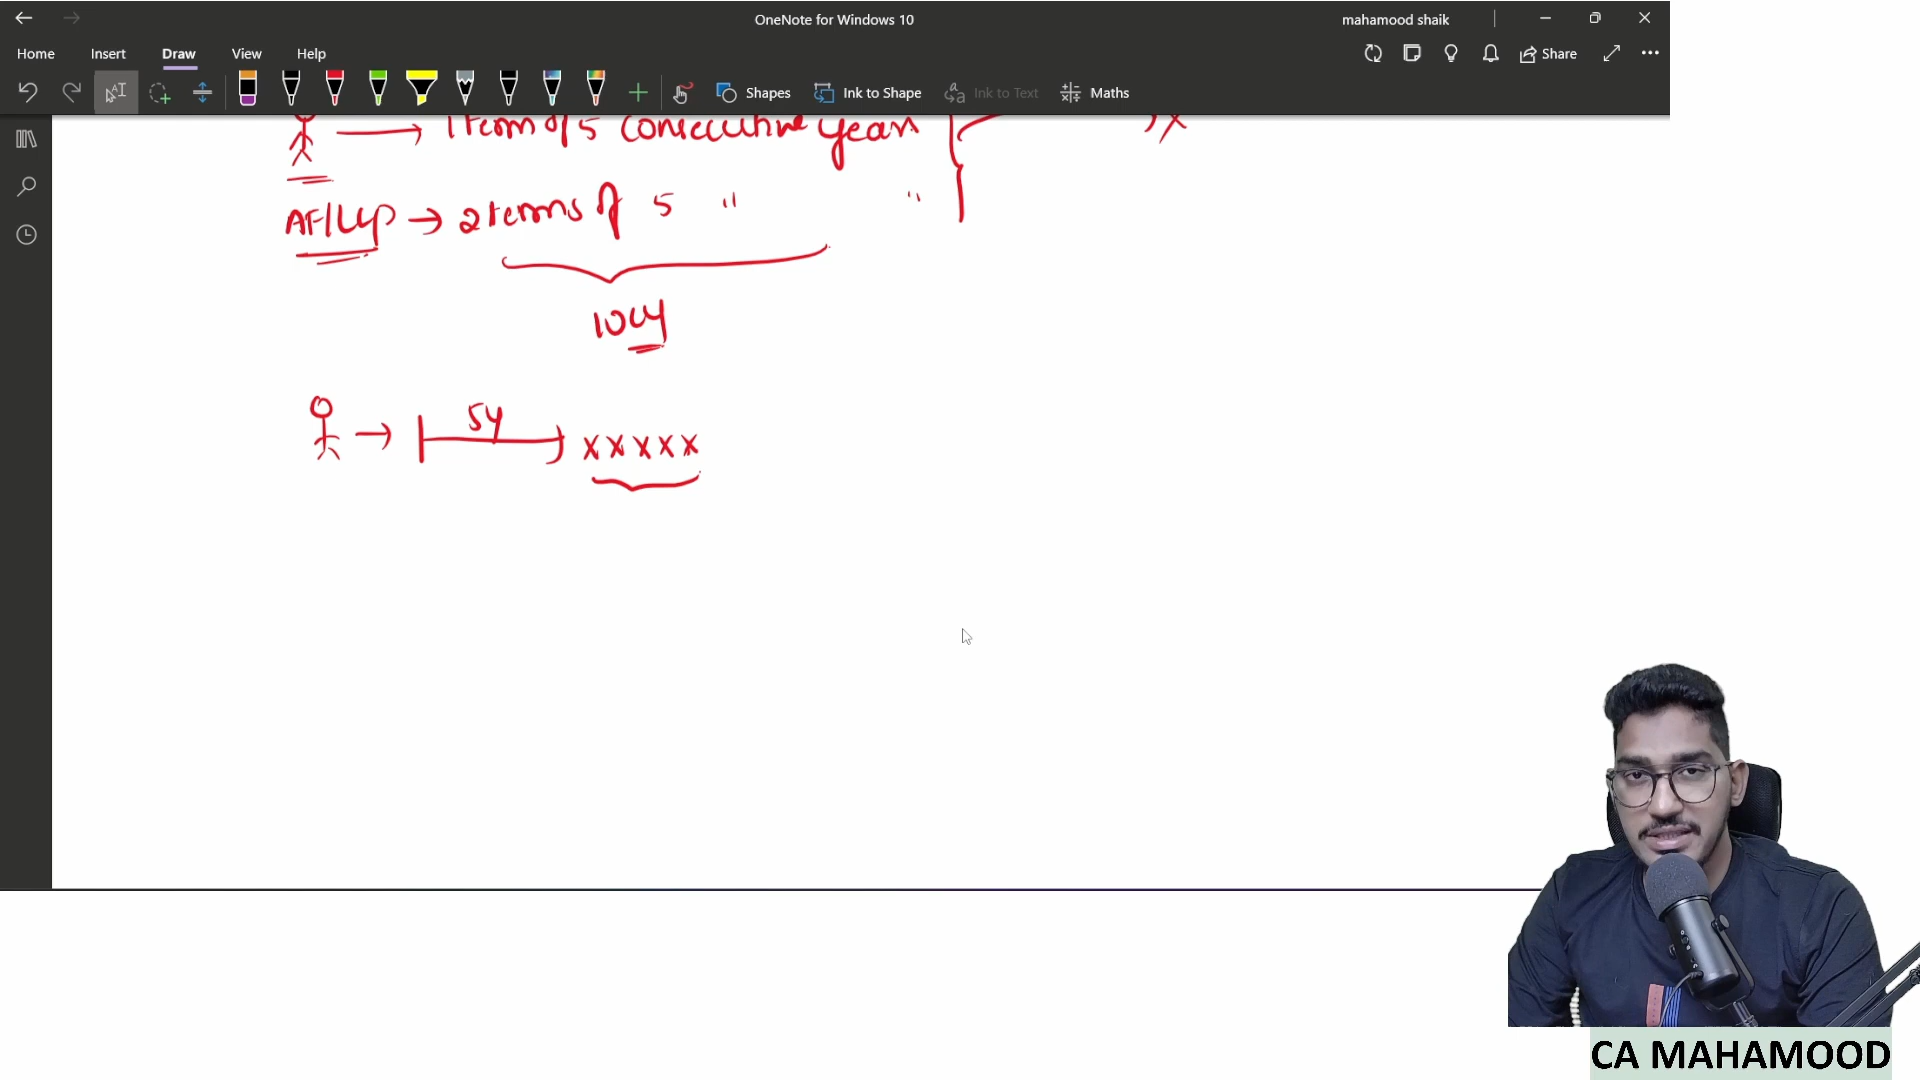 OneNote for Windows 10
mahamood shaik
Home Insert Draw View Help
Share
Shapes Ink to Shape Ink to Text Maths
→ 1 term of 5 consecutive years
x
AF/LLP → 2 terms of 5 " "
10cy
→ 5y xxxxx
CA MAHAMOOD